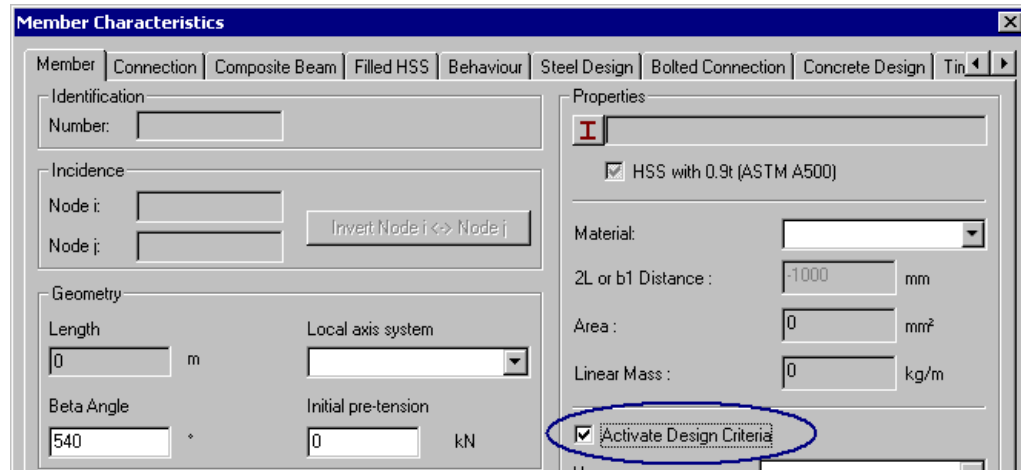 Member Characteristics
Member Connection Composite Beam Filled HSS Behaviour Steel Design Bolted Connection Concrete Design Tin
Identification
Number:
Incidence
Node i:
Node j:
Invert Node i <-> Node j
Geometry
Length
0 m
Local axis system
Beta Angle
540 °
Initial pre-tension
0 kN
Properties
I
HSS with 0.9t (ASTM A500)
Material:
2L or b1 Distance : -1000 mm
Area : 0 mm²
Linear Mass : 0 kg/m
Activate Design Criteria